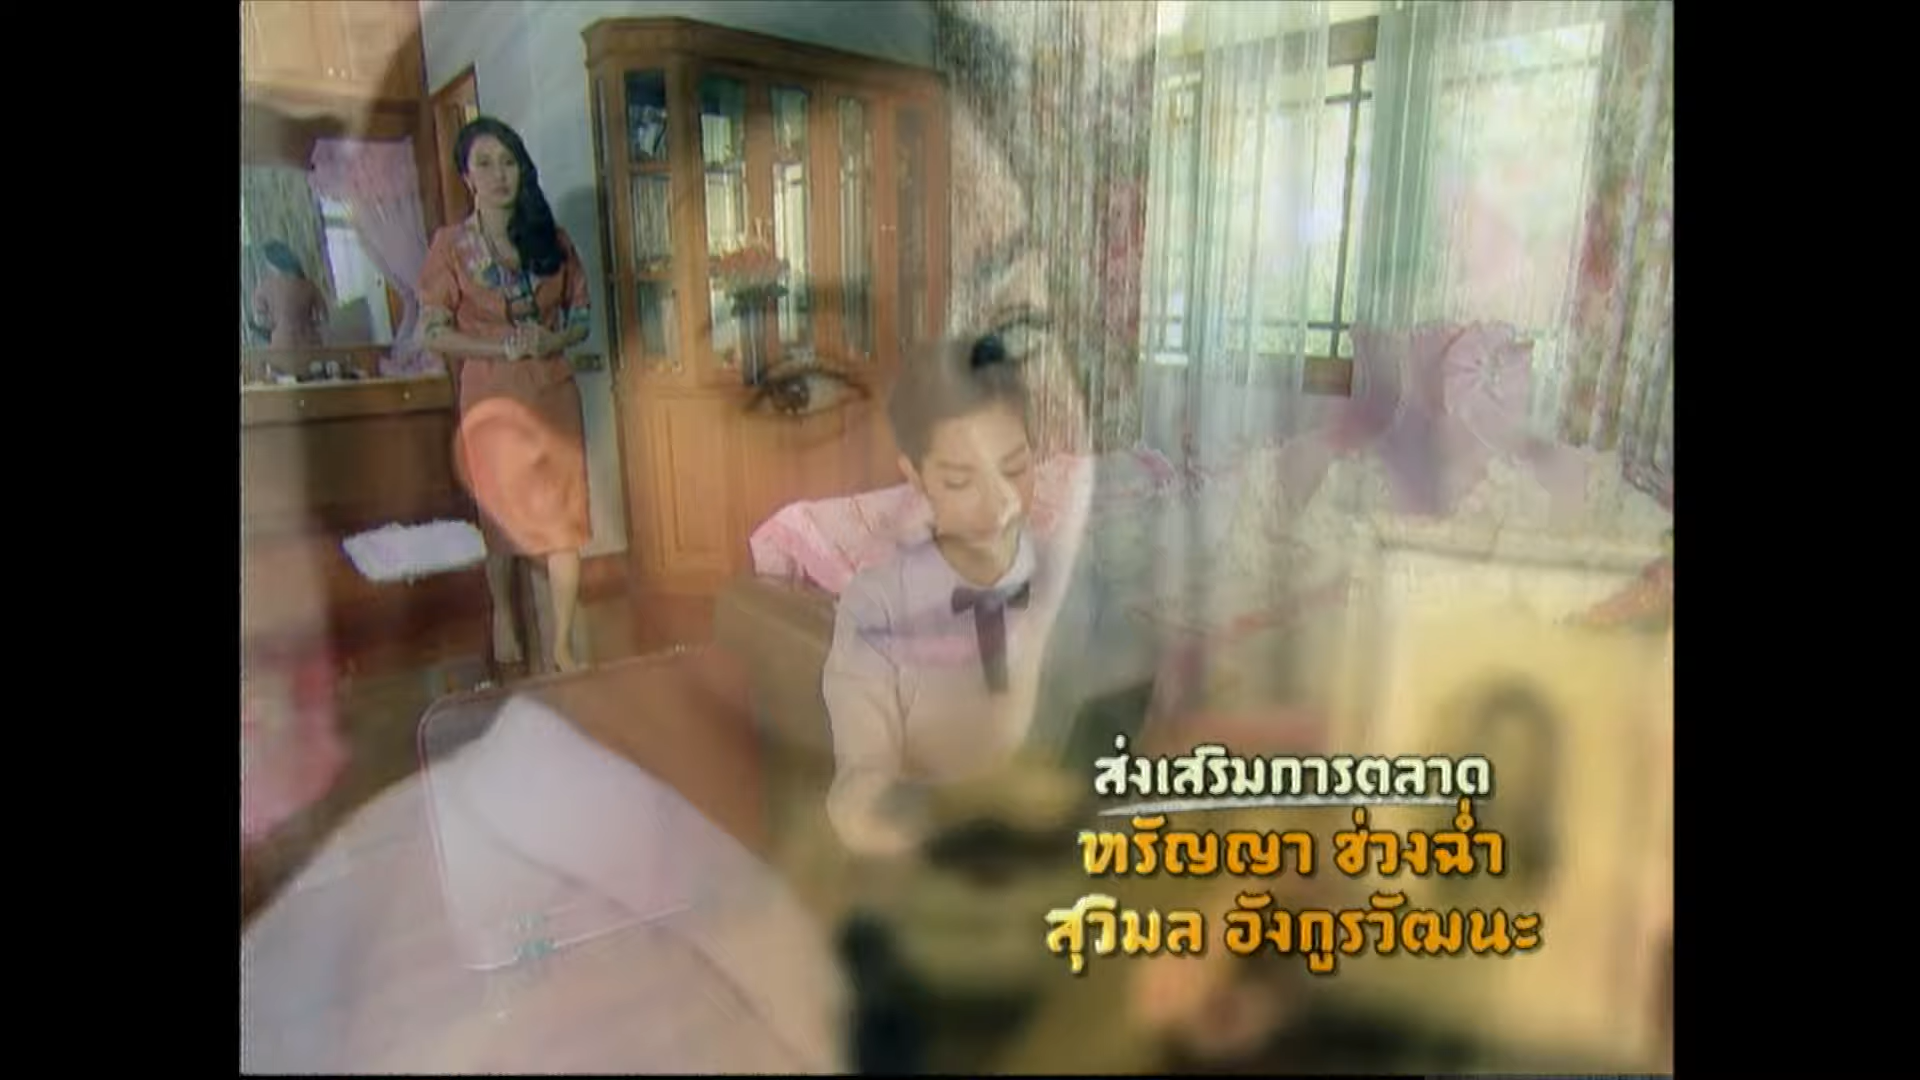 ส่งเสริมการตลาด
ทรัญญา ช่วงฉ่ำ
สุวิมล อังกูรวัฒนะ